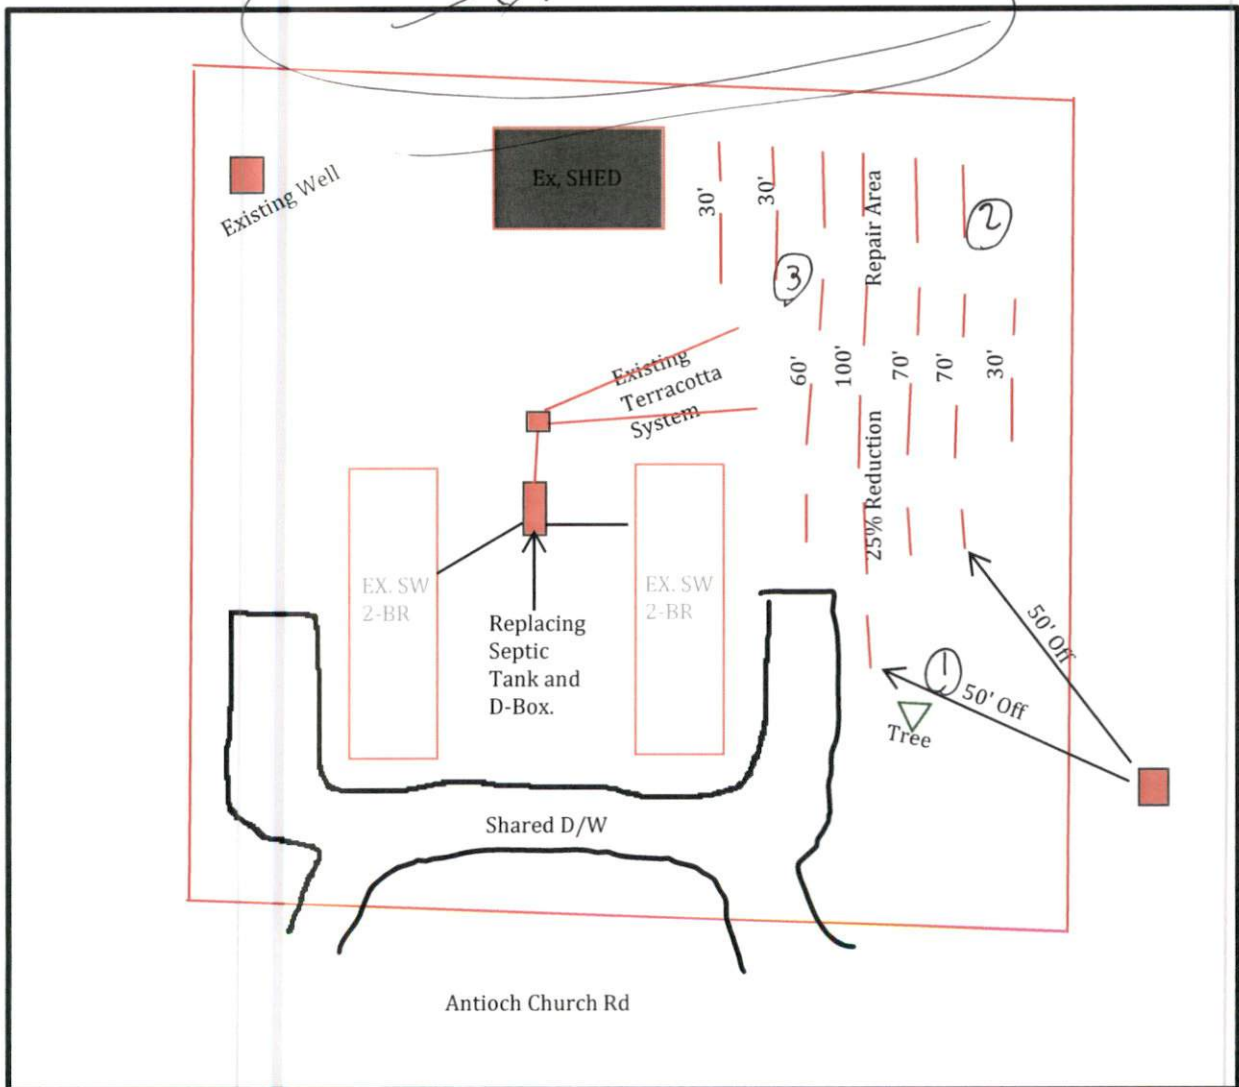 Ex, SHED
Existing Well
30'
30'
Repair Area
2
3
Existing
Terracotta
System
60'
100'
70'
70'
30'
25% Reduction
EX. SW
2-BR
EX. SW
2-BR
Replacing
Septic
Tank and
D-Box.
50' Off
1
50' Off
Tree
Shared D/W
Antioch Church Rd